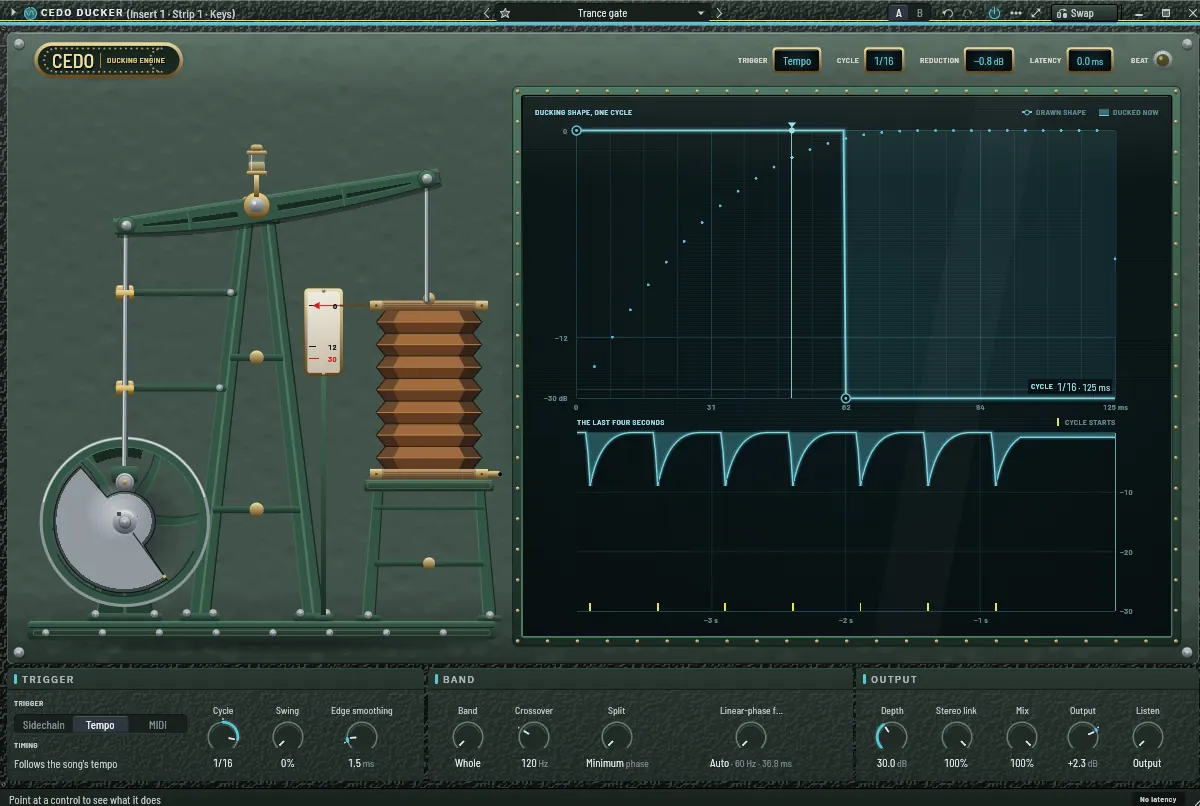 CEDO DUCKER (Insert 1 · Strip 1 · Keys)
Trance gate
A B
Swap
CEDO DUCKING ENGINE
TRIGGER Tempo CYCLE 1/16 REDUCTION −0.8 dB LATENCY 0.0 ms BEAT
DUCKING SHAPE, ONE CYCLE
DRAWN SHAPE DUCKED NOW
0
−12
−30 dB
CYCLE 1/16 · 125 ms
0 31 62 94 125 ms
0
12
30
THE LAST FOUR SECONDS
CYCLE STARTS
−10
−20
−30
−3 s −2 s −1 s
TRIGGER
TRIGGER
Sidechain Tempo MIDI
TIMING
Follows the song's tempo
Cycle Swing Edge smoothing
1/16 0% 1.5 ms
BAND
Band Crossover Split Linear-phase f...
Whole 120 Hz Minimum phase Auto · 60 Hz · 36.8 ms
OUTPUT
Depth Stereo link Mix Output Listen
30.0 dB 100% 100% +2.3 dB Output
Point at a control to see what it does
No latency